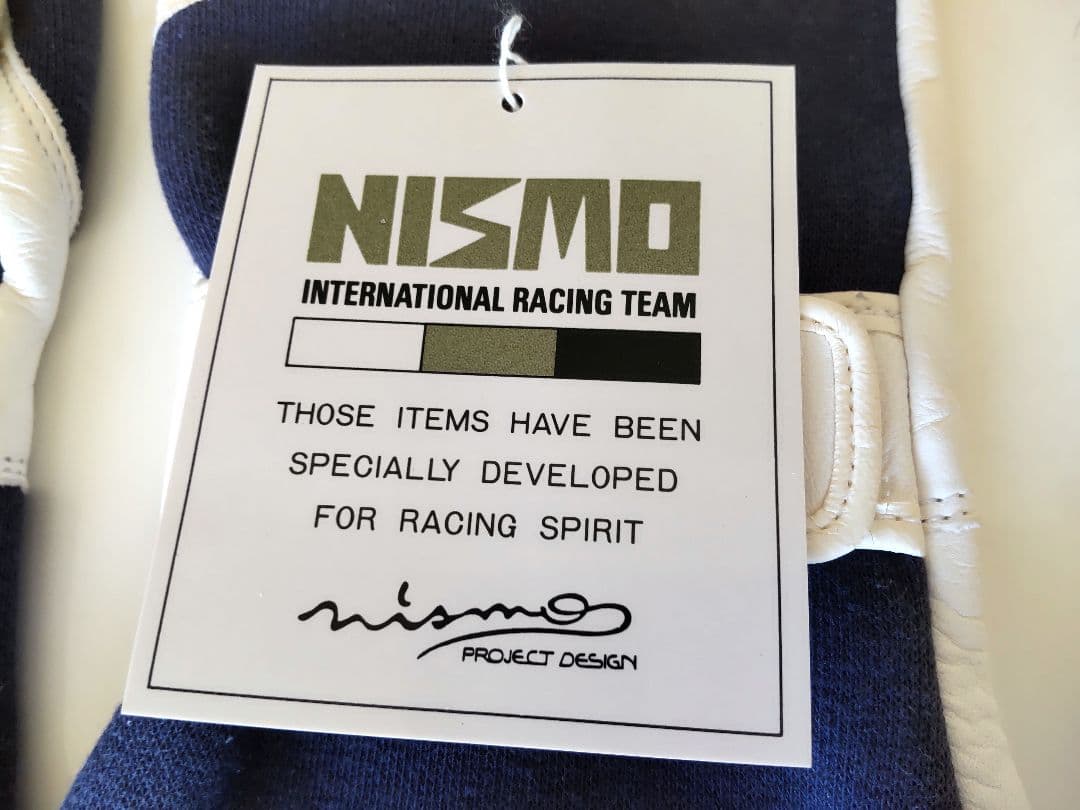 NISMO
INTERNATIONAL RACING TEAM
THOSE ITEMS HAVE BEEN
SPECIALLY DEVELOPED
FOR RACING SPIRIT
nismo
PROJECT DESIGN